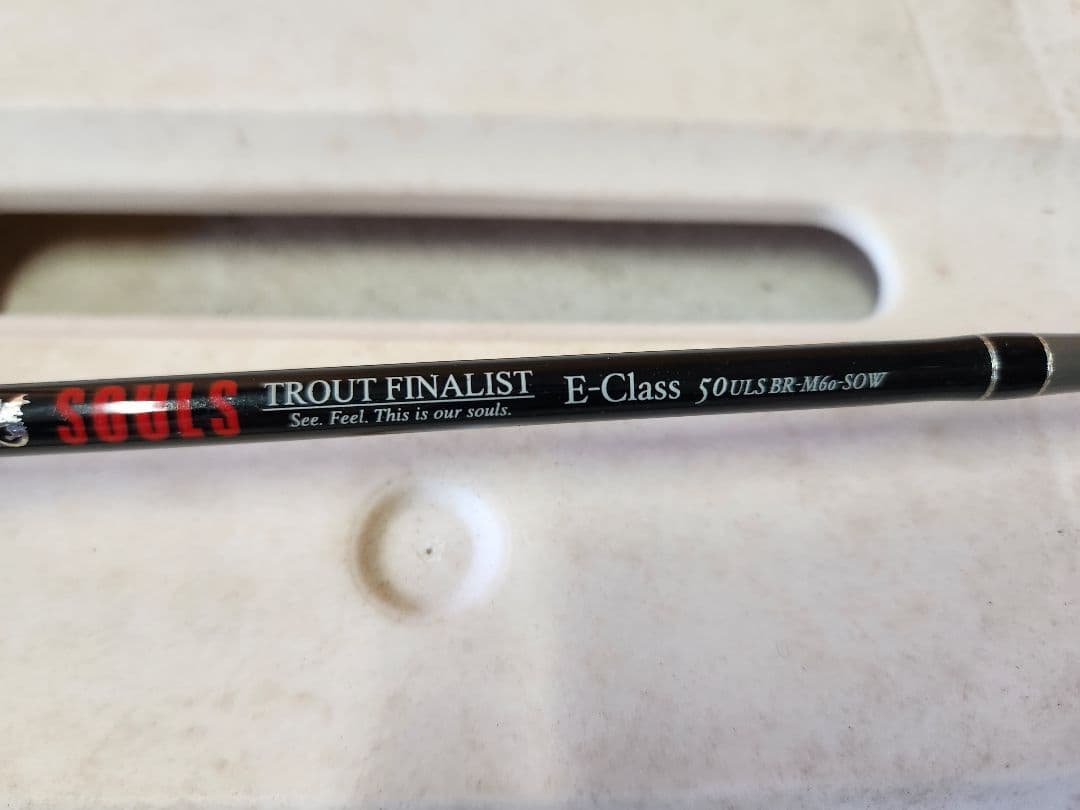 SOULS
TROUT FINALIST
See. Feel. This is our souls.
E-Class 50ULS BR-M60-SOW